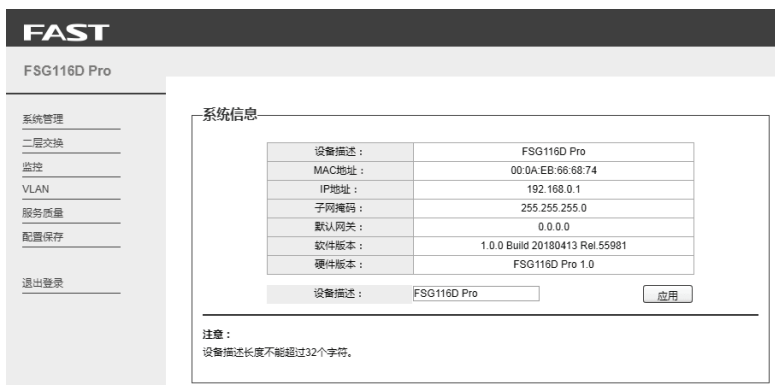 FAST
FSG116D Pro
系统管理
二层交换
监控
VLAN
服务质量
配置保存
退出登录
系统信息
设备描述： FSG116D Pro
MAC地址： 00:0A:EB:66:68:74
IP地址： 192.168.0.1
子网掩码： 255.255.255.0
默认网关： 0.0.0.0
软件版本： 1.0.0 Build 20180413 Rel.55981
硬件版本： FSG116D Pro 1.0
设备描述： FSG116D Pro 应用
注意：
设备描述长度不能超过32个字符。